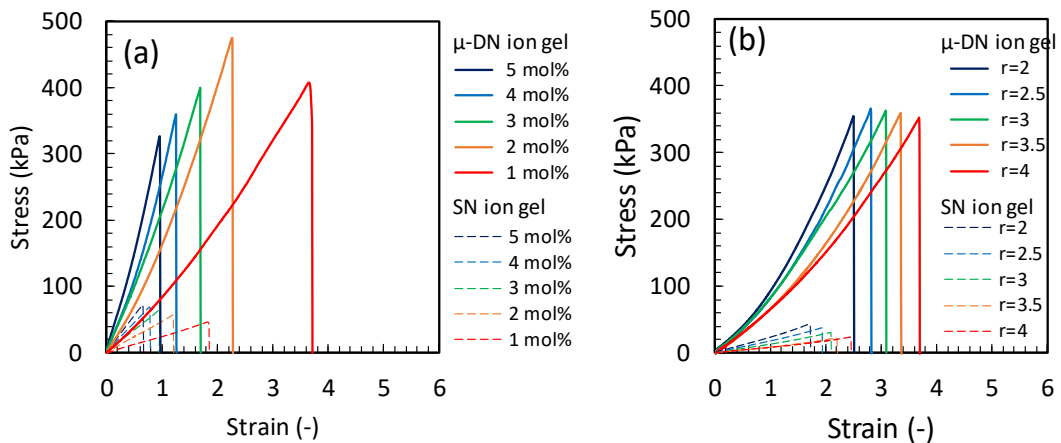 (a)
Stress (kPa)
500
400
300
200
100
0
0 1 2 3 4 5 6
Strain (-)
μ-DN ion gel
5 mol%
4 mol%
3 mol%
2 mol%
1 mol%
SN ion gel
5 mol%
4 mol%
3 mol%
2 mol%
1 mol%
(b)
Stress (kPa)
500
400
300
200
100
0
0 1 2 3 4 5 6
Strain (-)
μ-DN ion gel
r=2
r=2.5
r=3
r=3.5
r=4
SN ion gel
r=2
r=2.5
r=3
r=3.5
r=4